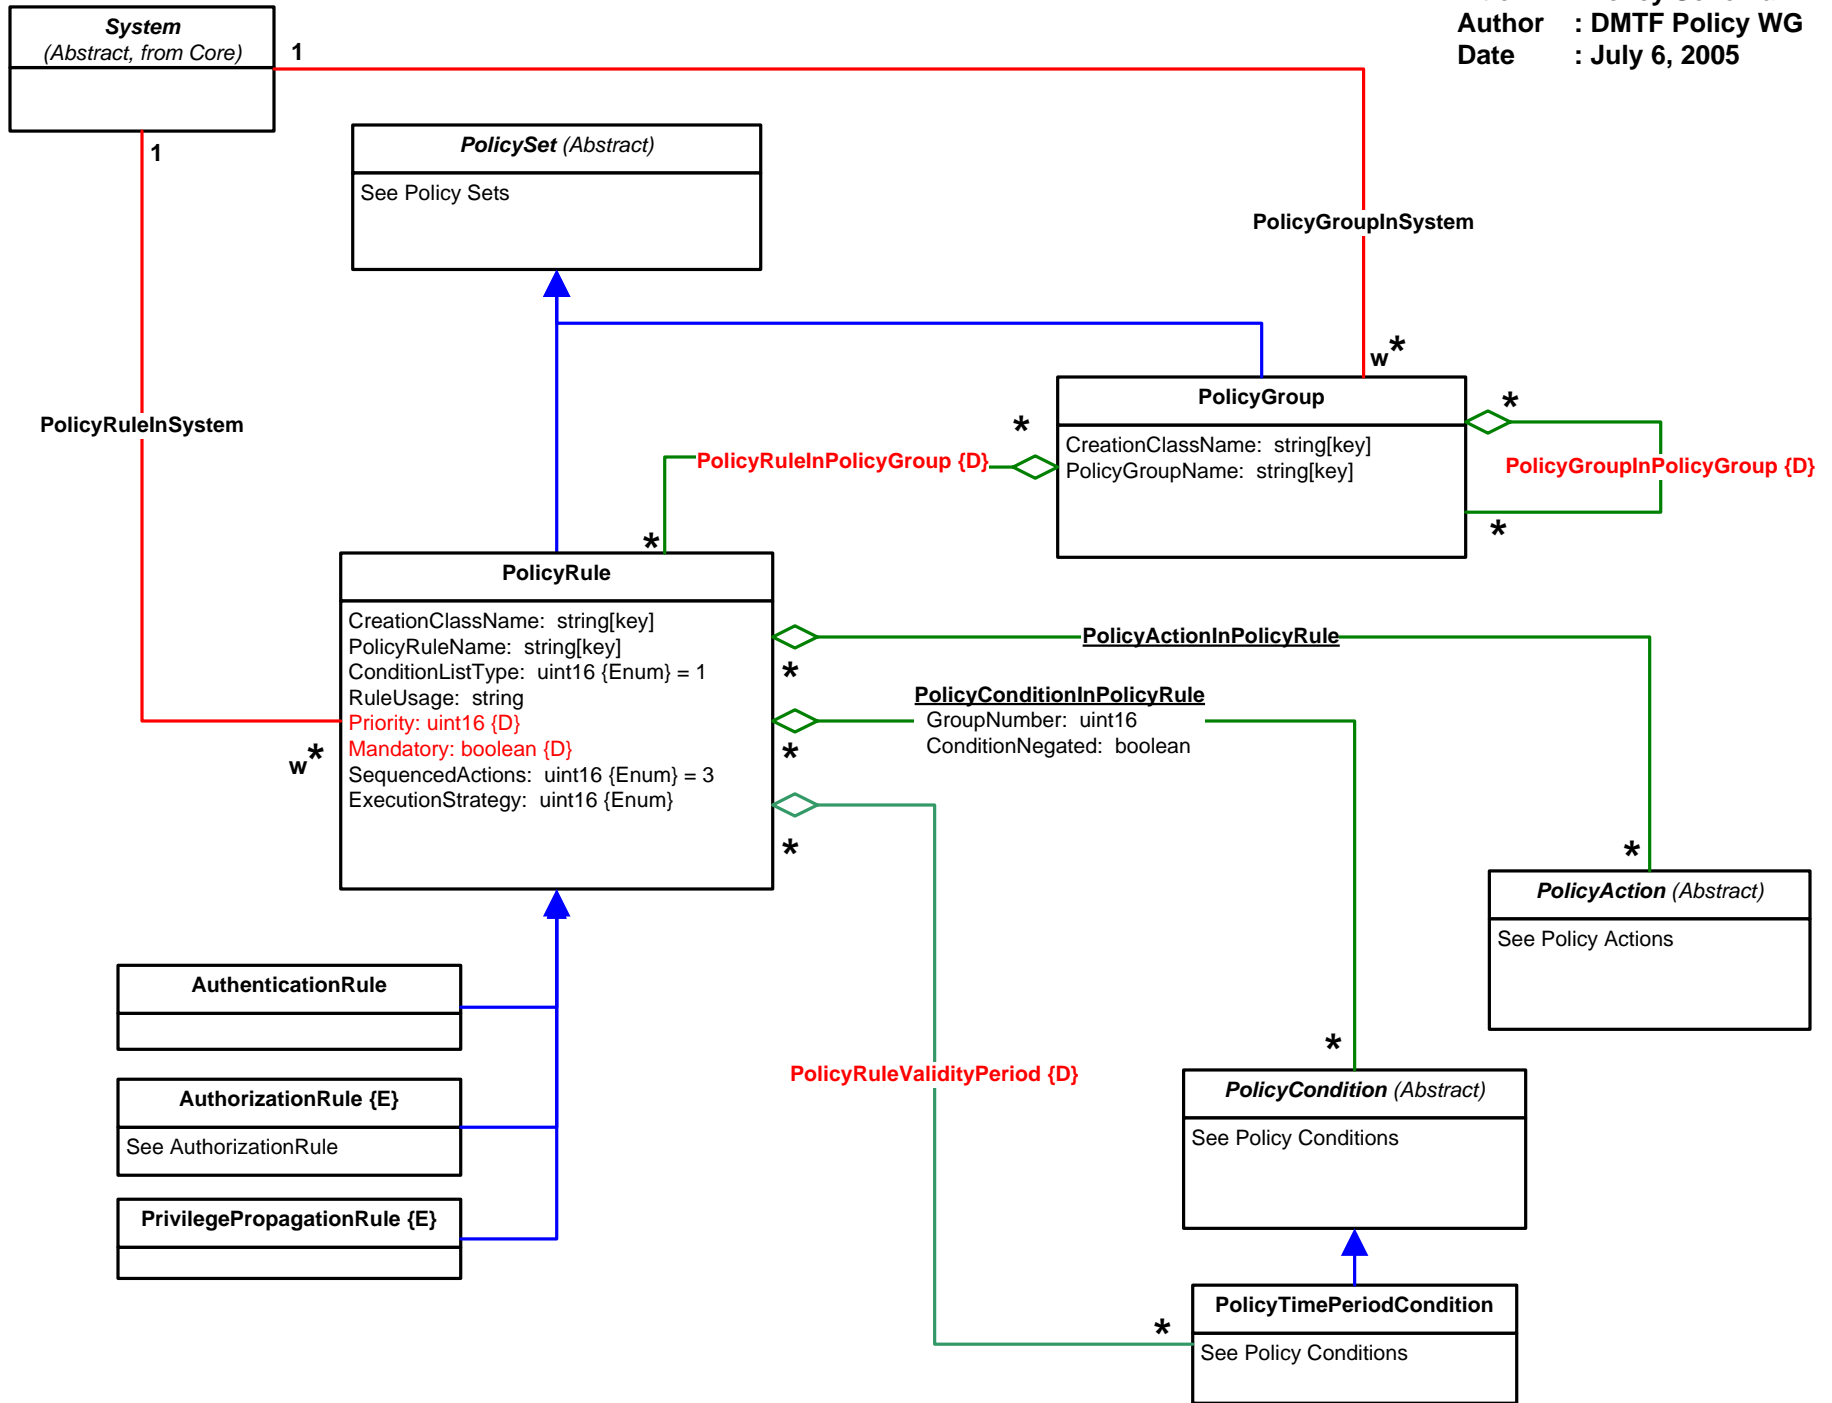 Author : DMTF Policy WG
Date : July 6, 2005
System
(Abstract, from Core)
1
1
PolicySet (Abstract)
See Policy Sets
PolicyGroupInSystem
w*
PolicyGroup
CreationClassName: string[key]
PolicyGroupName: string[key]
*
*
PolicyGroupInPolicyGroup {D}
*
PolicyRuleInPolicyGroup {D}
*
PolicyRuleInSystem
w*
PolicyRule
CreationClassName: string[key]
PolicyRuleName: string[key]
ConditionListType: uint16 {Enum} = 1
RuleUsage: string
Priority: uint16 {D}
Mandatory: boolean {D}
SequencedActions: uint16 {Enum} = 3
ExecutionStrategy: uint16 {Enum}
PolicyActionInPolicyRule
*
PolicyConditionInPolicyRule
GroupNumber: uint16
ConditionNegated: boolean
*
*
*
PolicyAction (Abstract)
See Policy Actions
AuthenticationRule
AuthorizationRule {E}
See AuthorizationRule
PrivilegePropagationRule {E}
PolicyRuleValidityPeriod {D}
*
PolicyCondition (Abstract)
See Policy Conditions
*
PolicyTimePeriodCondition
See Policy Conditions